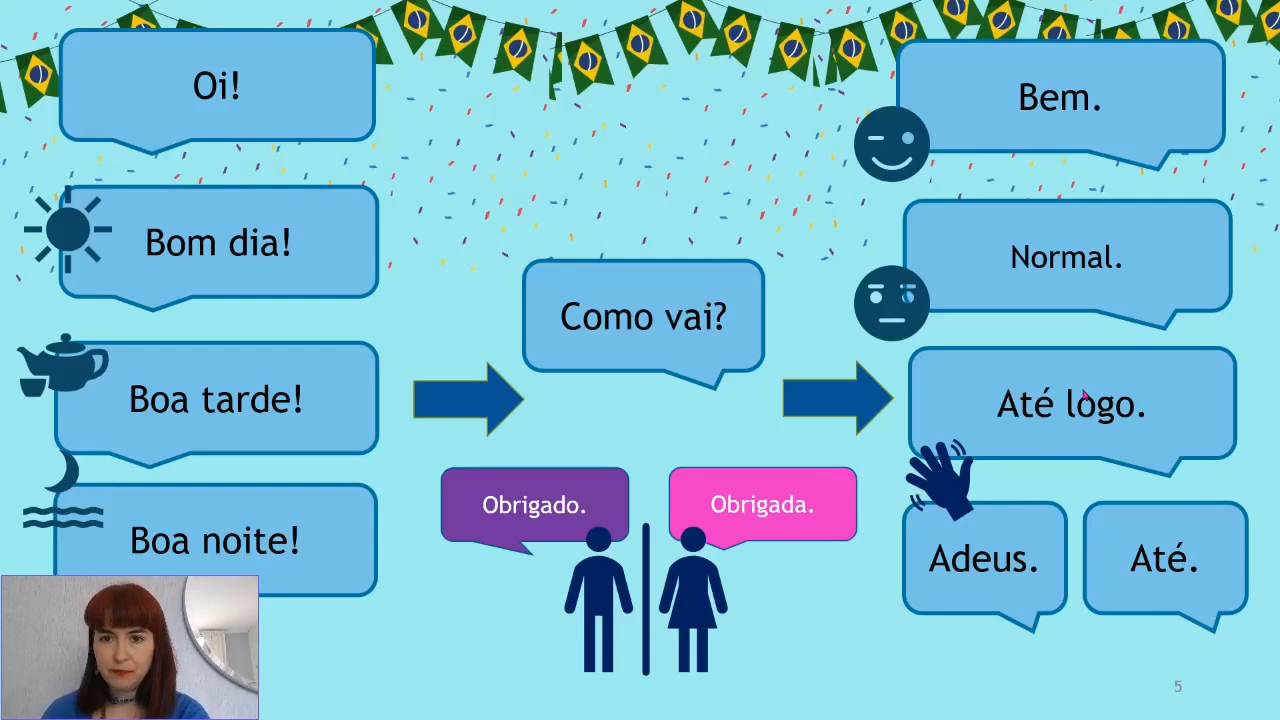 Oi!
Bom dia!
Boa tarde!
Boa noite!
Como vai?
Obrigado.
Obrigada.
Bem.
Normal.
Até logo.
Adeus.
Até.
5